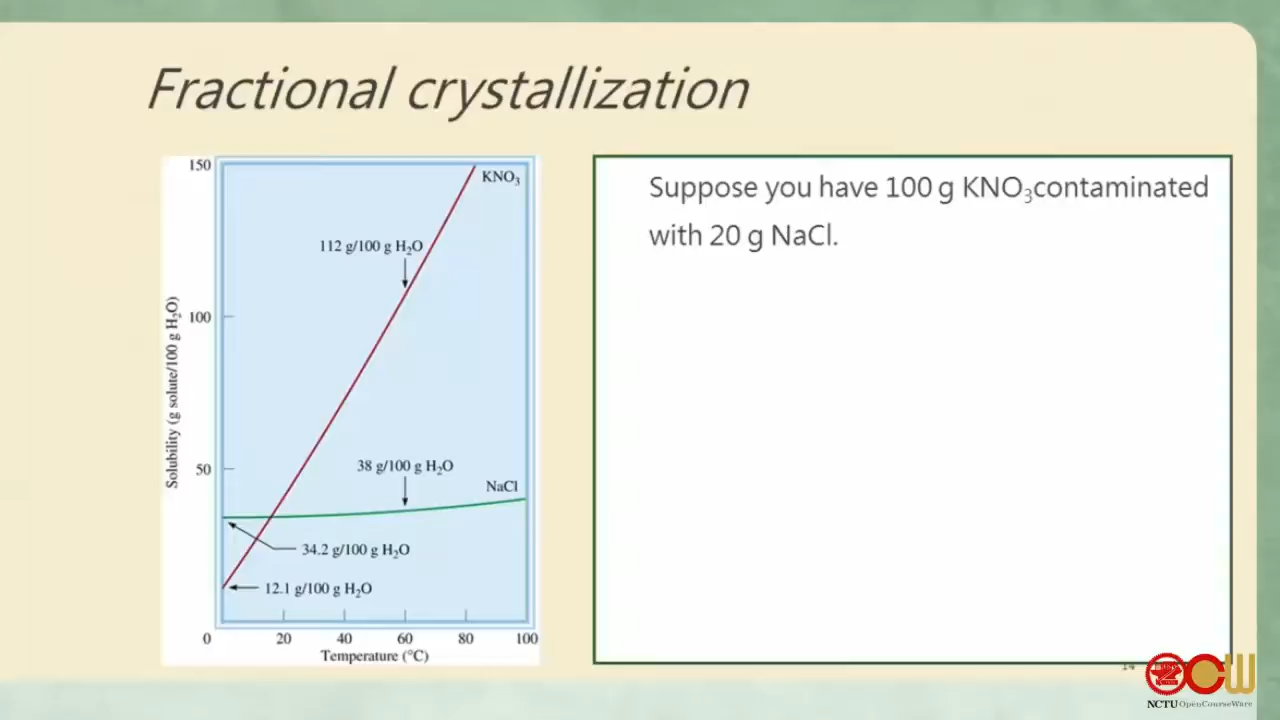 Fractional crystallization
150
KNO₃
112 g/100 g H₂O
Solubility (g solute/100 g H₂O)
100
38 g/100 g H₂O
50
NaCl
34.2 g/100 g H₂O
12.1 g/100 g H₂O
0
20
40
60
80
100
Temperature (°C)
Suppose you have 100 g KNO₃contaminated
with 20 g NaCl.
14
NCTU OpenCourseWare